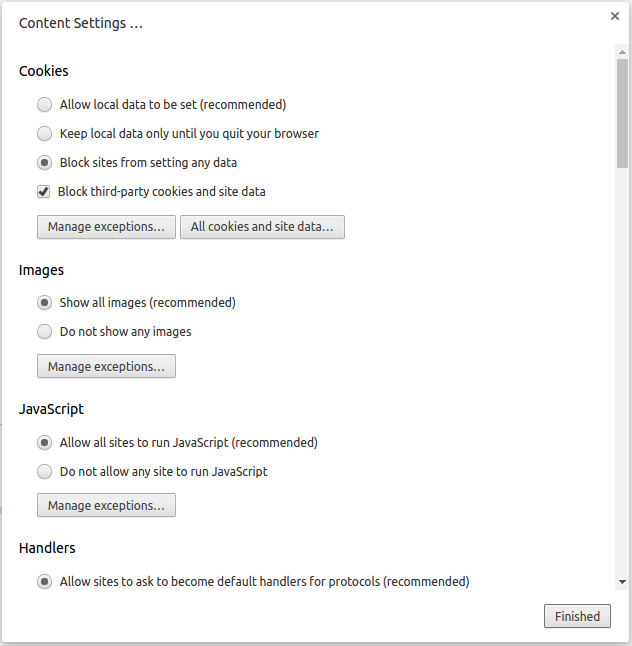 Content Settings ...
Cookies
Allow local data to be set (recommended)
Keep local data only until you quit your browser
Block sites from setting any data
Block third-party cookies and site data
Manage exceptions... All cookies and site data...
Images
Show all images (recommended)
Do not show any images
Manage exceptions...
JavaScript
Allow all sites to run JavaScript (recommended)
Do not allow any site to run JavaScript
Manage exceptions...
Handlers
Allow sites to ask to become default handlers for protocols (recommended)
Finished